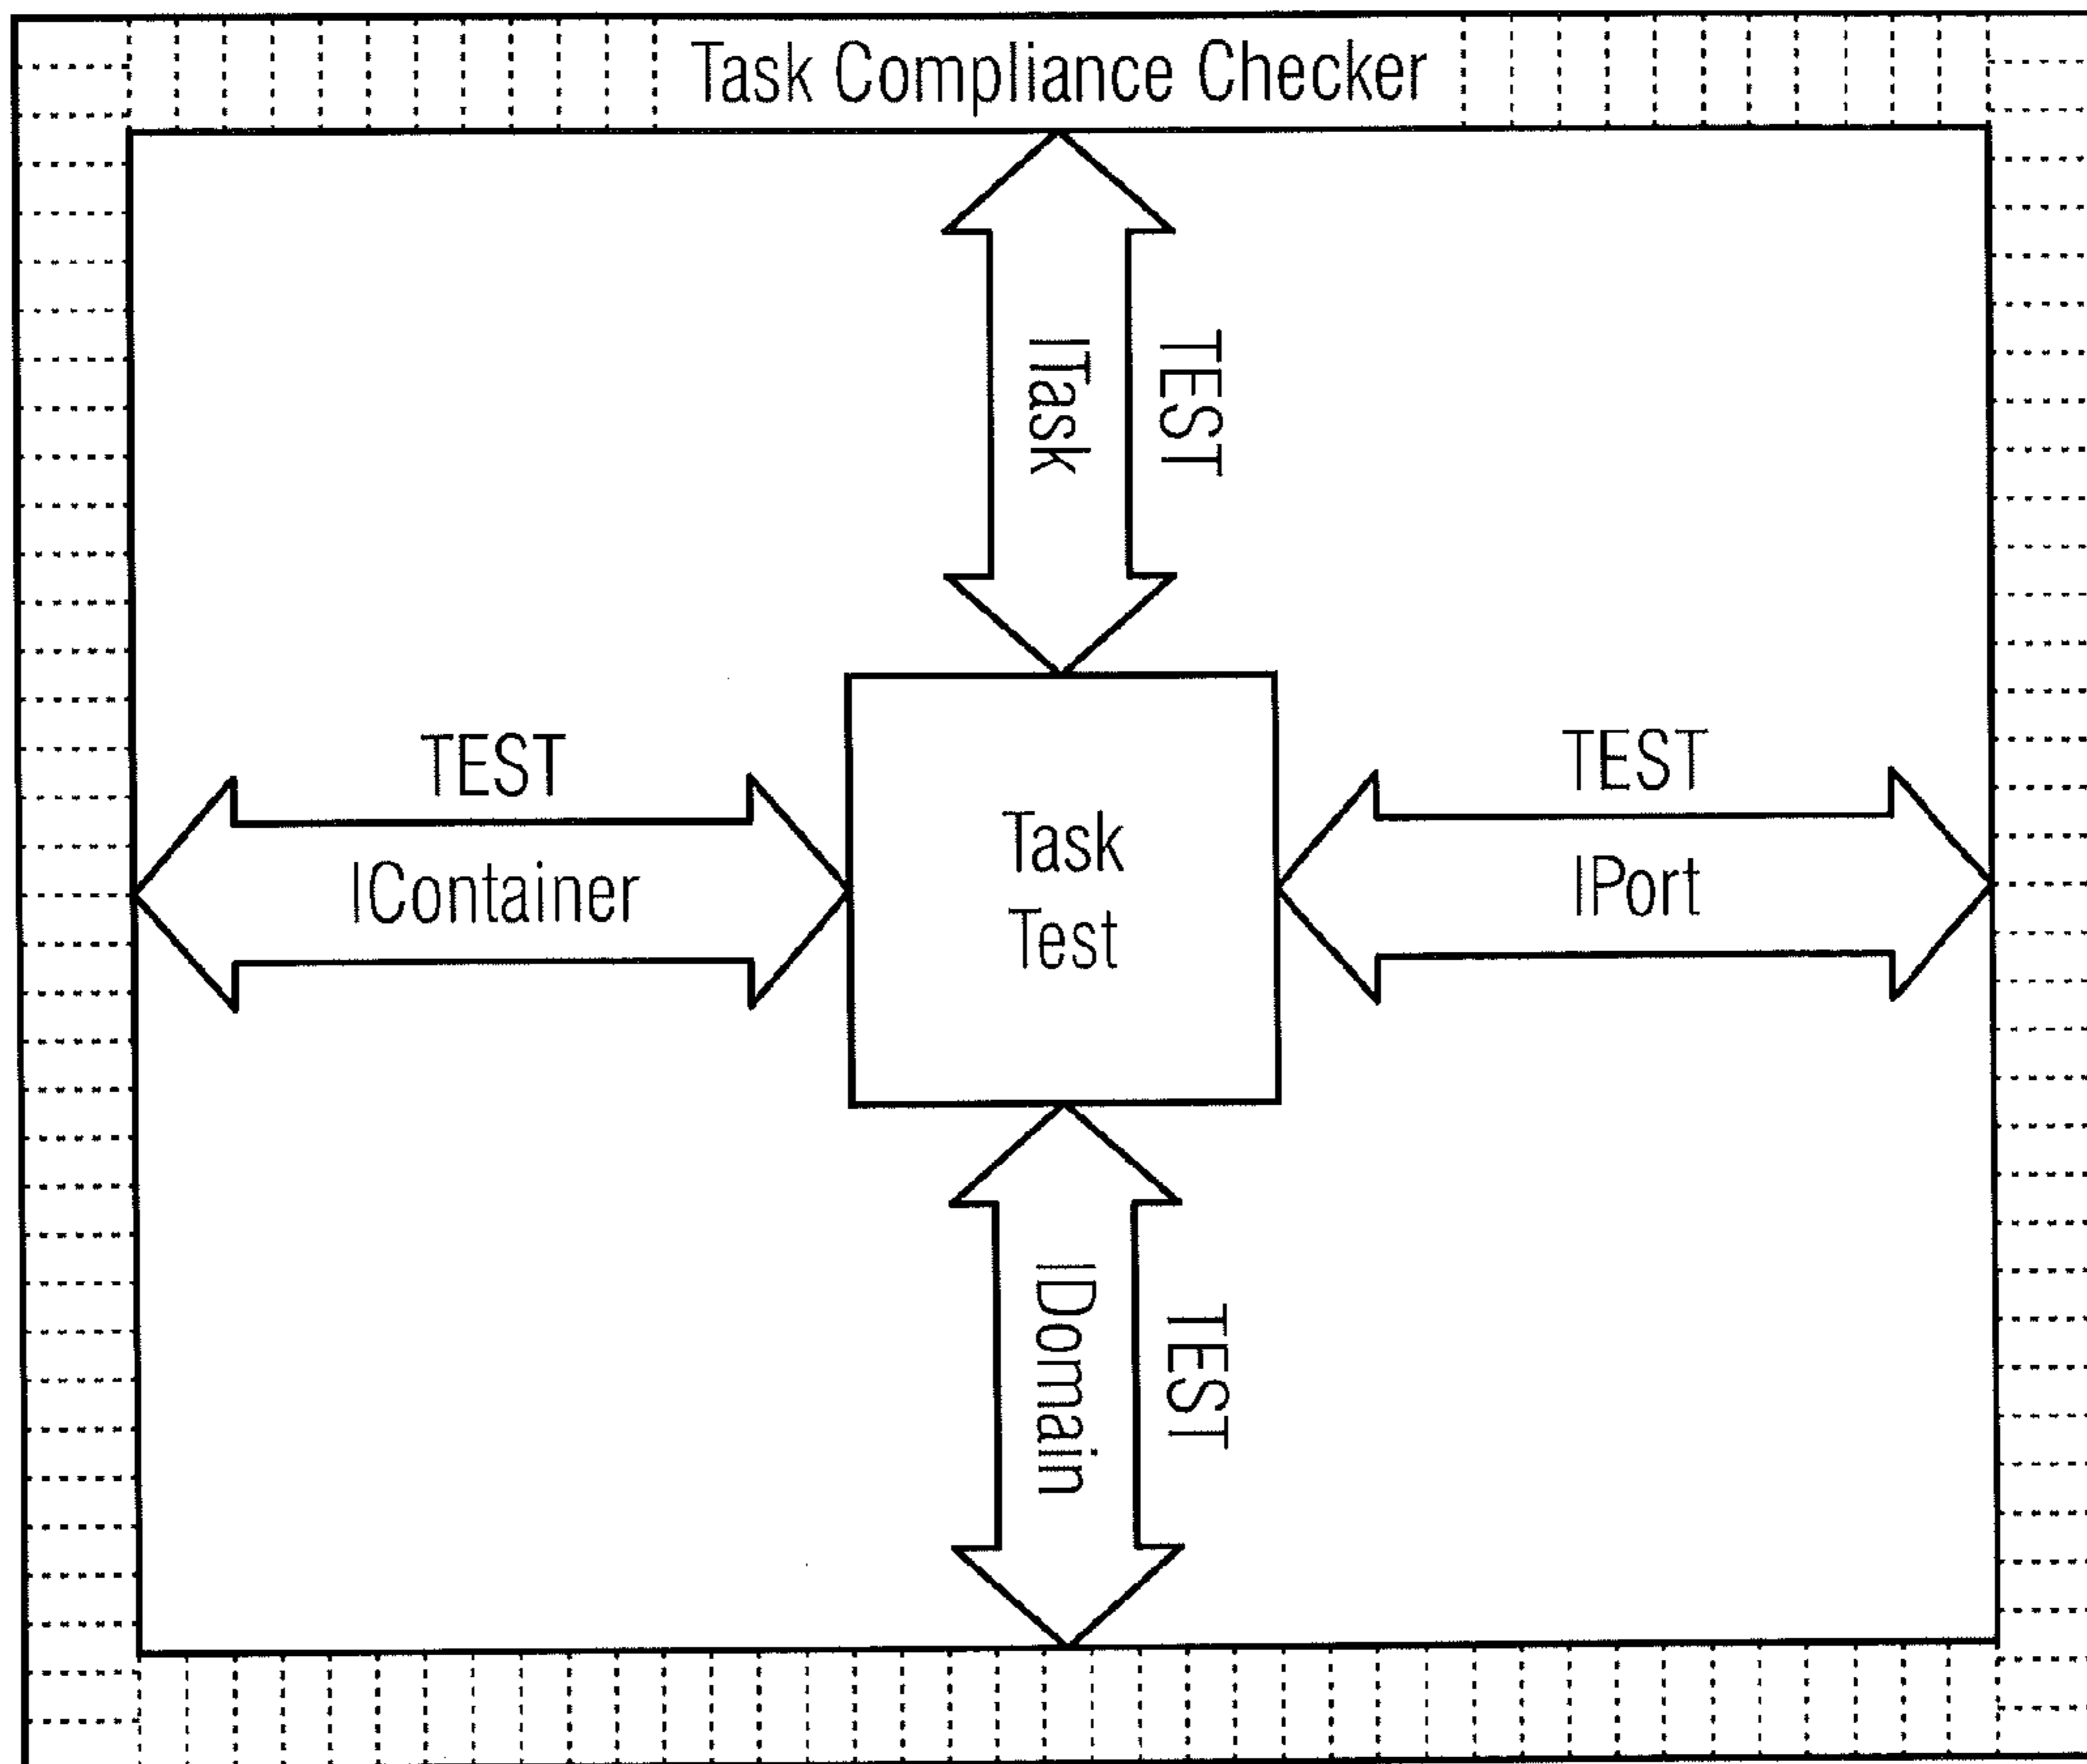 Task Compliance Checker
ITask
TEST
TEST
IContainer
Task
Test
TEST
IPort
IDomain
TEST